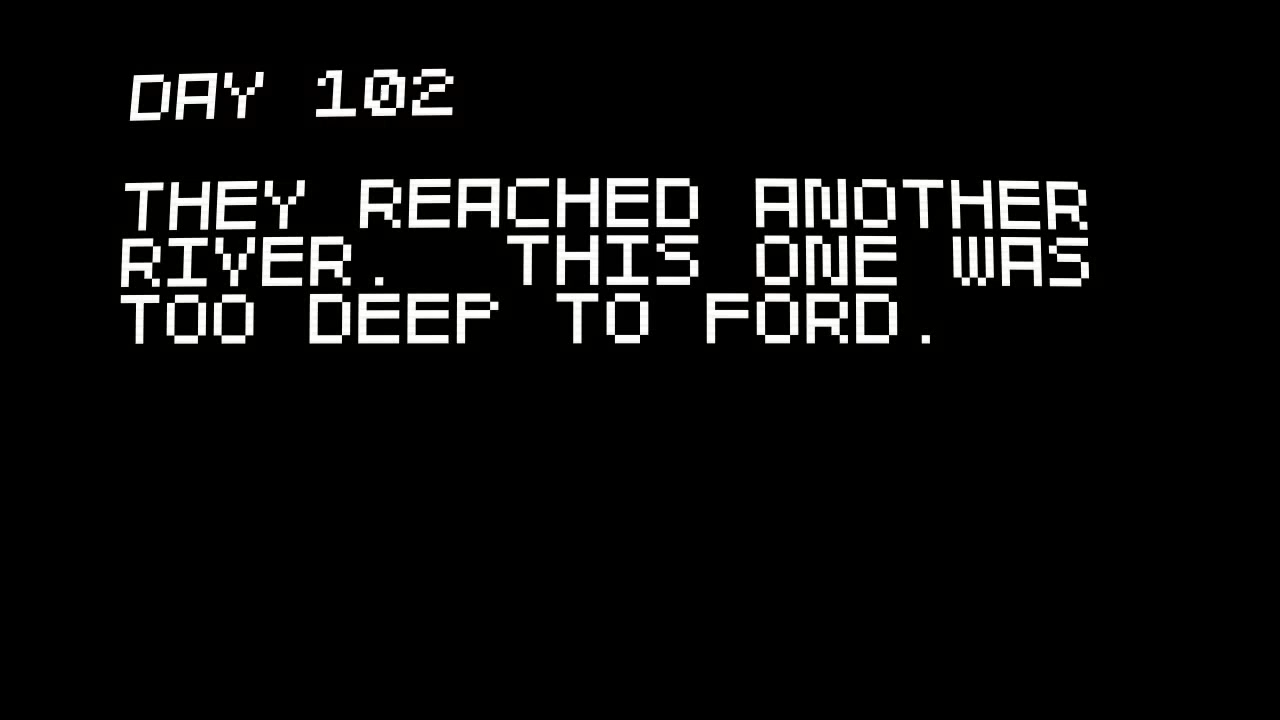 DAY 102
THEY REACHED ANOTHER
RIVER.  THIS ONE WAS
TOO DEEP TO FORD.